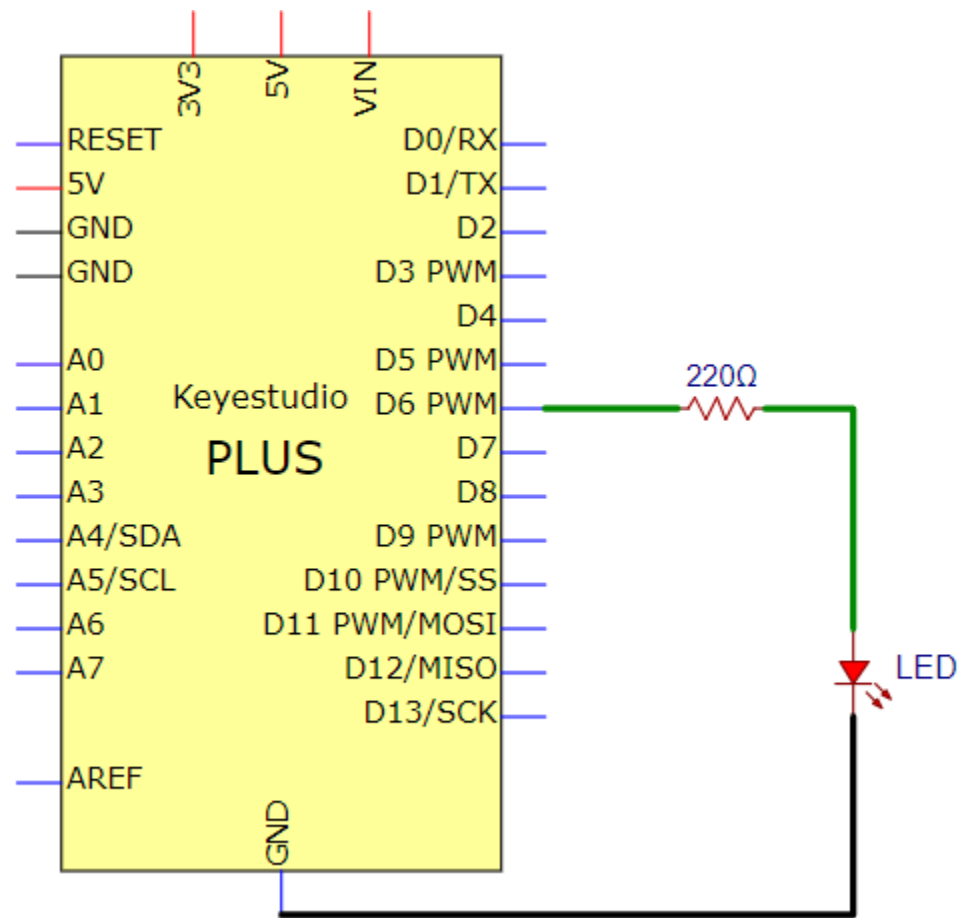 3V3 5V VIN
RESET D0/RX
5V D1/TX
GND D2
GND D3 PWM
D4
A0 D5 PWM
220Ω
A1 Keyestudio D6 PWM
A2 PLUS D7
A3 D8
A4/SDA D9 PWM
A5/SCL D10 PWM/SS
A6 D11 PWM/MOSI
A7 D12/MISO
LED
D13/SCK
AREF
GND